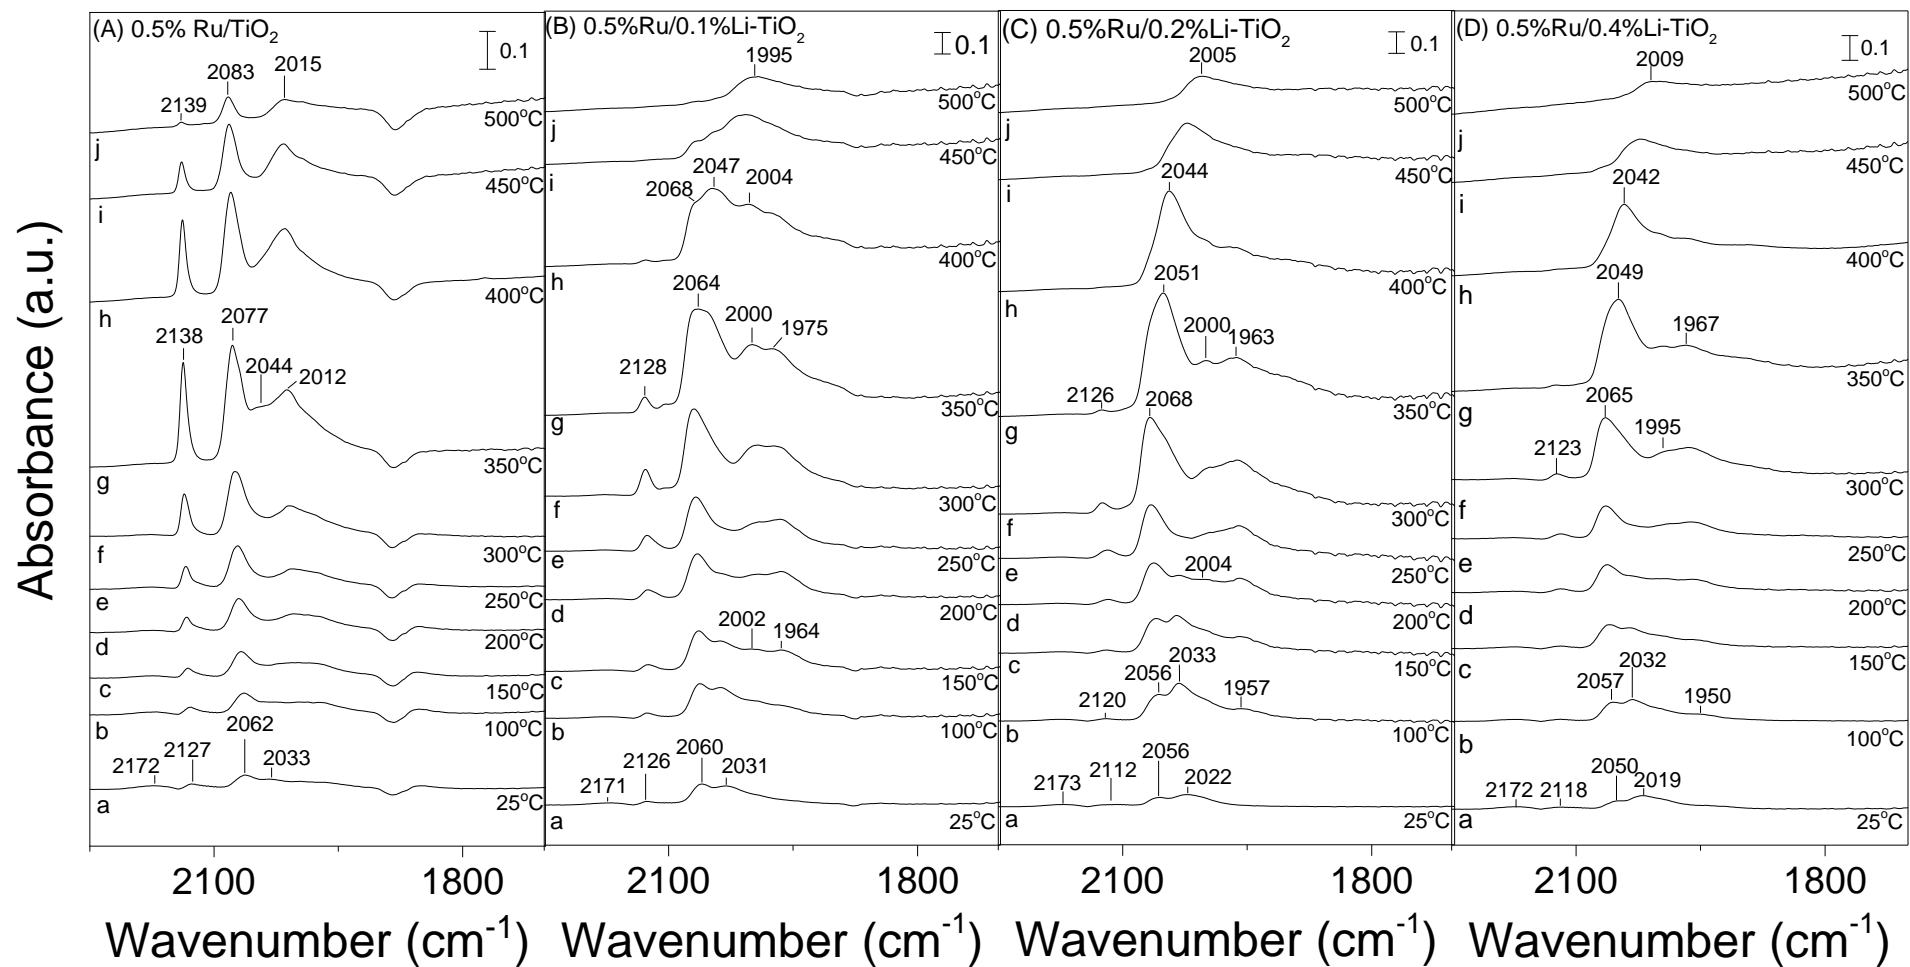 Absorbance (a.u.)
(A) 0.5% Ru/TiO2
0.1
2139
2083
2015
500°C
j
450°C
i
400°C
h
2138
2077
2044
2012
350°C
g
300°C
f
250°C
e
200°C
d
150°C
c
100°C
b
2172
2127
2062
2033
25°C
a
2100 1800
Wavenumber (cm-1)
(B) 0.5%Ru/0.1%Li-TiO2
0.1
1995
500°C
j
450°C
i
2068
2047
2004
400°C
h
2128
2064
2000
1975
350°C
g
300°C
f
250°C
e
200°C
d
2002
1964
150°C
c
100°C
b
2171
2126
2060
2031
25°C
a
2100 1800
Wavenumber (cm-1)
(C) 0.5%Ru/0.2%Li-TiO2
0.1
2005
500°C
j
450°C
i
2044
400°C
h
2126
2051
2000
1963
350°C
g
2068
300°C
f
250°C
e
2004
200°C
d
150°C
c
2120
2056
2033
1957
100°C
b
2173
2112
2056
2022
25°C
a
2100 1800
Wavenumber (cm-1)
(D) 0.5%Ru/0.4%Li-TiO2
0.1
2009
500°C
j
450°C
i
2042
400°C
h
2049
1967
350°C
g
2123
2065
1995
300°C
f
250°C
e
200°C
d
150°C
c
2057
2032
1950
100°C
b
2172
2118
2050
2019
25°C
a
2100 1800
Wavenumber (cm-1)